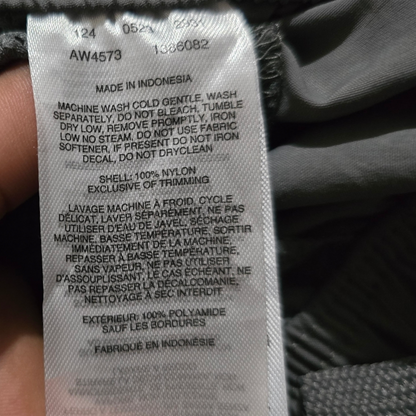 124
AW4573 1386082
MADE IN INDONESIA
MACHINE WASH COLD GENTLE, WASH
SEPARATELY, DO NOT BLEACH, TUMBLE
DRY LOW, REMOVE PROMPTLY, IRON
LOW NO STEAM, DO NOT USE FABRIC
SOFTENER, IF PRESENT DO NOT IRON
DECAL, DO NOT DRYCLEAN
SHELL: 100% NYLON
EXCLUSIVE OF TRIMMING
LAVAGE MACHINE À FROID, CYCLE
DÉLICAT, LAVER SÉPARÉMENT, NE PAS
UTILISER D'EAU DE JAVEL, SÉCHAGE
MACHINE, BASSE TEMPÉRATURE, SORTIR
IMMÉDIATEMENT DE LA MACHINE,
REPASSER À BASSE TEMPÉRATURE,
SANS VAPEUR, NE PAS UTILISER
D'ASSOUPLISSANT. LE CAS ÉCHÉANT, NE
PAS REPASSER LA DÉCALCOMANIE,
NETTOYAGE À SEC INTERDIT
EXTÉRIEUR: 100% POLYAMIDE
SAUF LES BORDURES
FABRIQUÉ EN INDONÉSIE